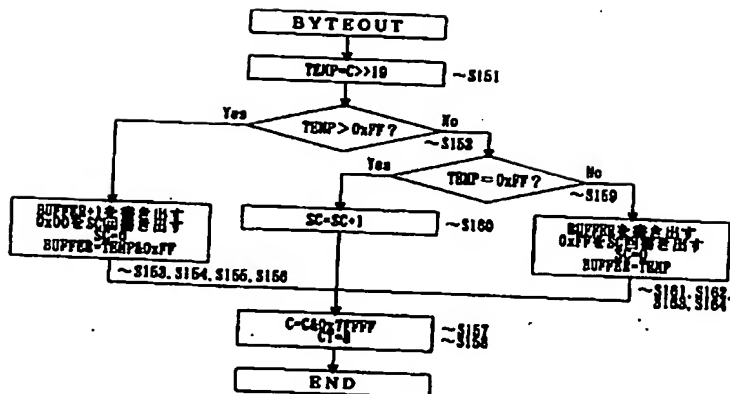 BYTEOUT
TEMP=C>>19
~S151
Yes
No
TEMP>0xFF?
~S152
Yes
No
TEMP=0xFF?
~S159
BUFFER+1を書き出す
0x00をSC回書き出す
SC=0
BUFFER=TEMP&0xFF
~S153, S154, S155, S156
SC=SC+1
~S160
BUFFERを書き出す
0xFFをSC回書き出す
SC=0
BUFFER=TEMP
~S161, S162,
S163, S164
C=C&0x7FFFF
~S157
CT=8
~S158
END